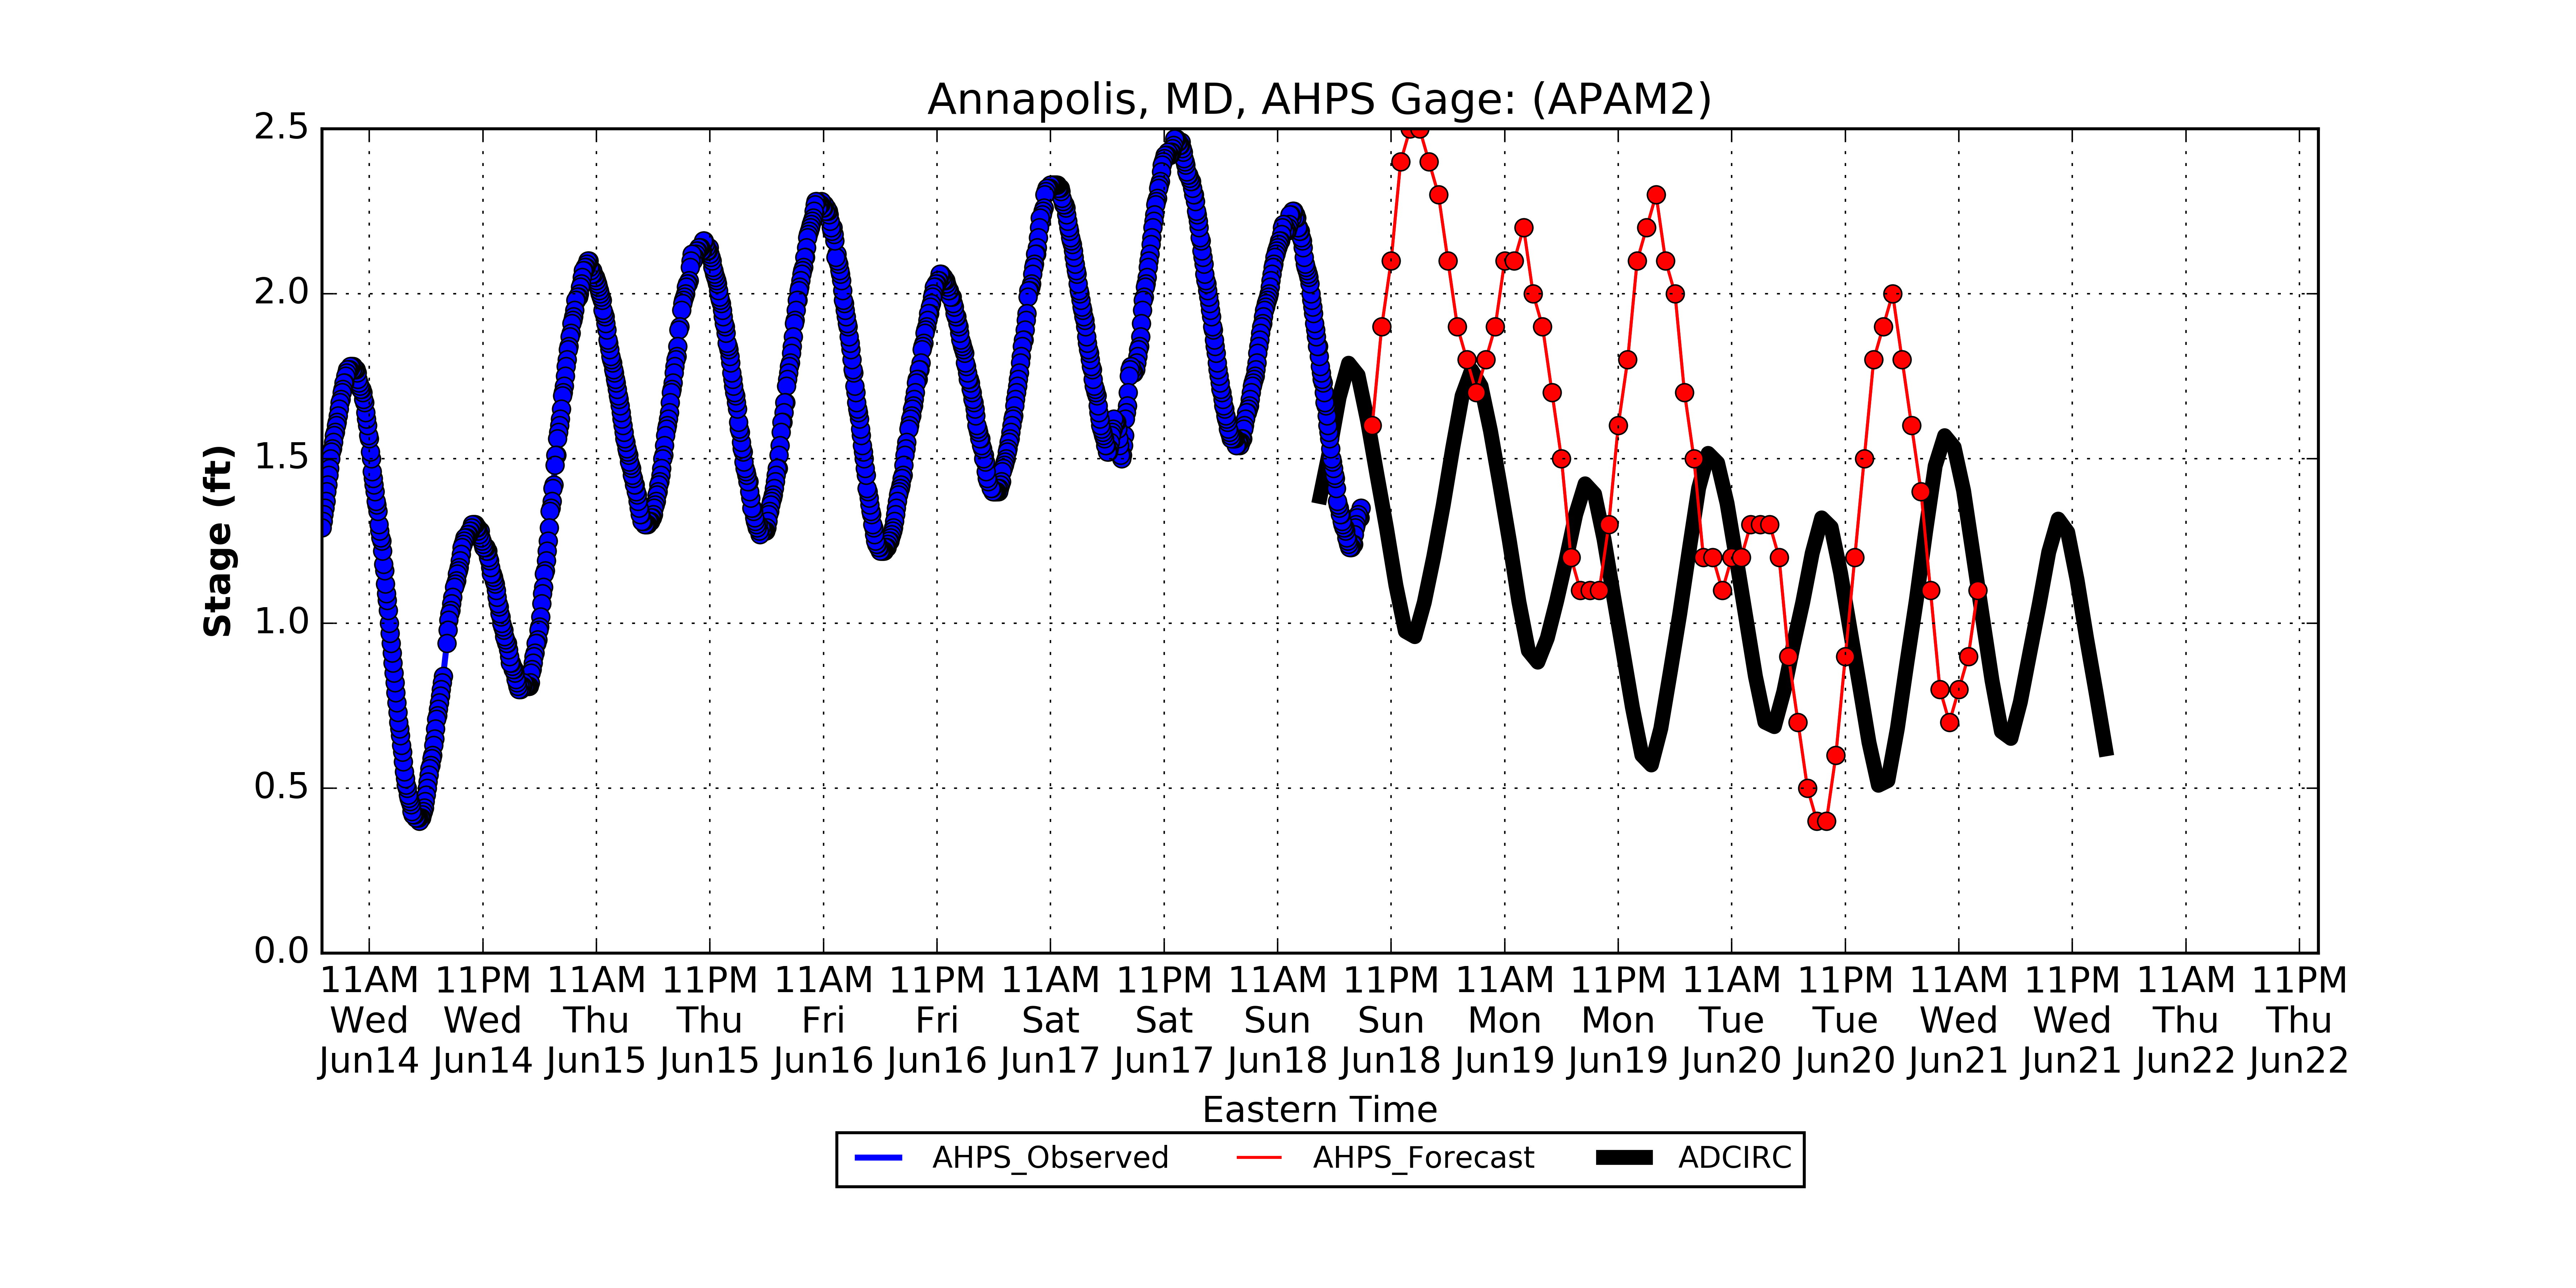 Annapolis, MD, AHPS Gage: (APAM2)
2.5
2.0
1.5
1.0
0.5
0.0
Stage (ft)
11AM 11PM 11AM 11PM 11AM 11PM 11AM 11PM 11AM 11PM 11AM 11PM 11AM 11PM 11AM 11PM 11AM 11PM
Wed Wed Thu Thu Fri Fri Sat Sat Sun Sun Mon Mon Tue Tue Wed Wed Thu Thu
Jun14 Jun14 Jun15 Jun15 Jun16 Jun16 Jun17 Jun17 Jun18 Jun18 Jun19 Jun19 Jun20 Jun20 Jun21 Jun21 Jun22 Jun22
Eastern Time
AHPS_Observed AHPS_Forecast ADCIRC